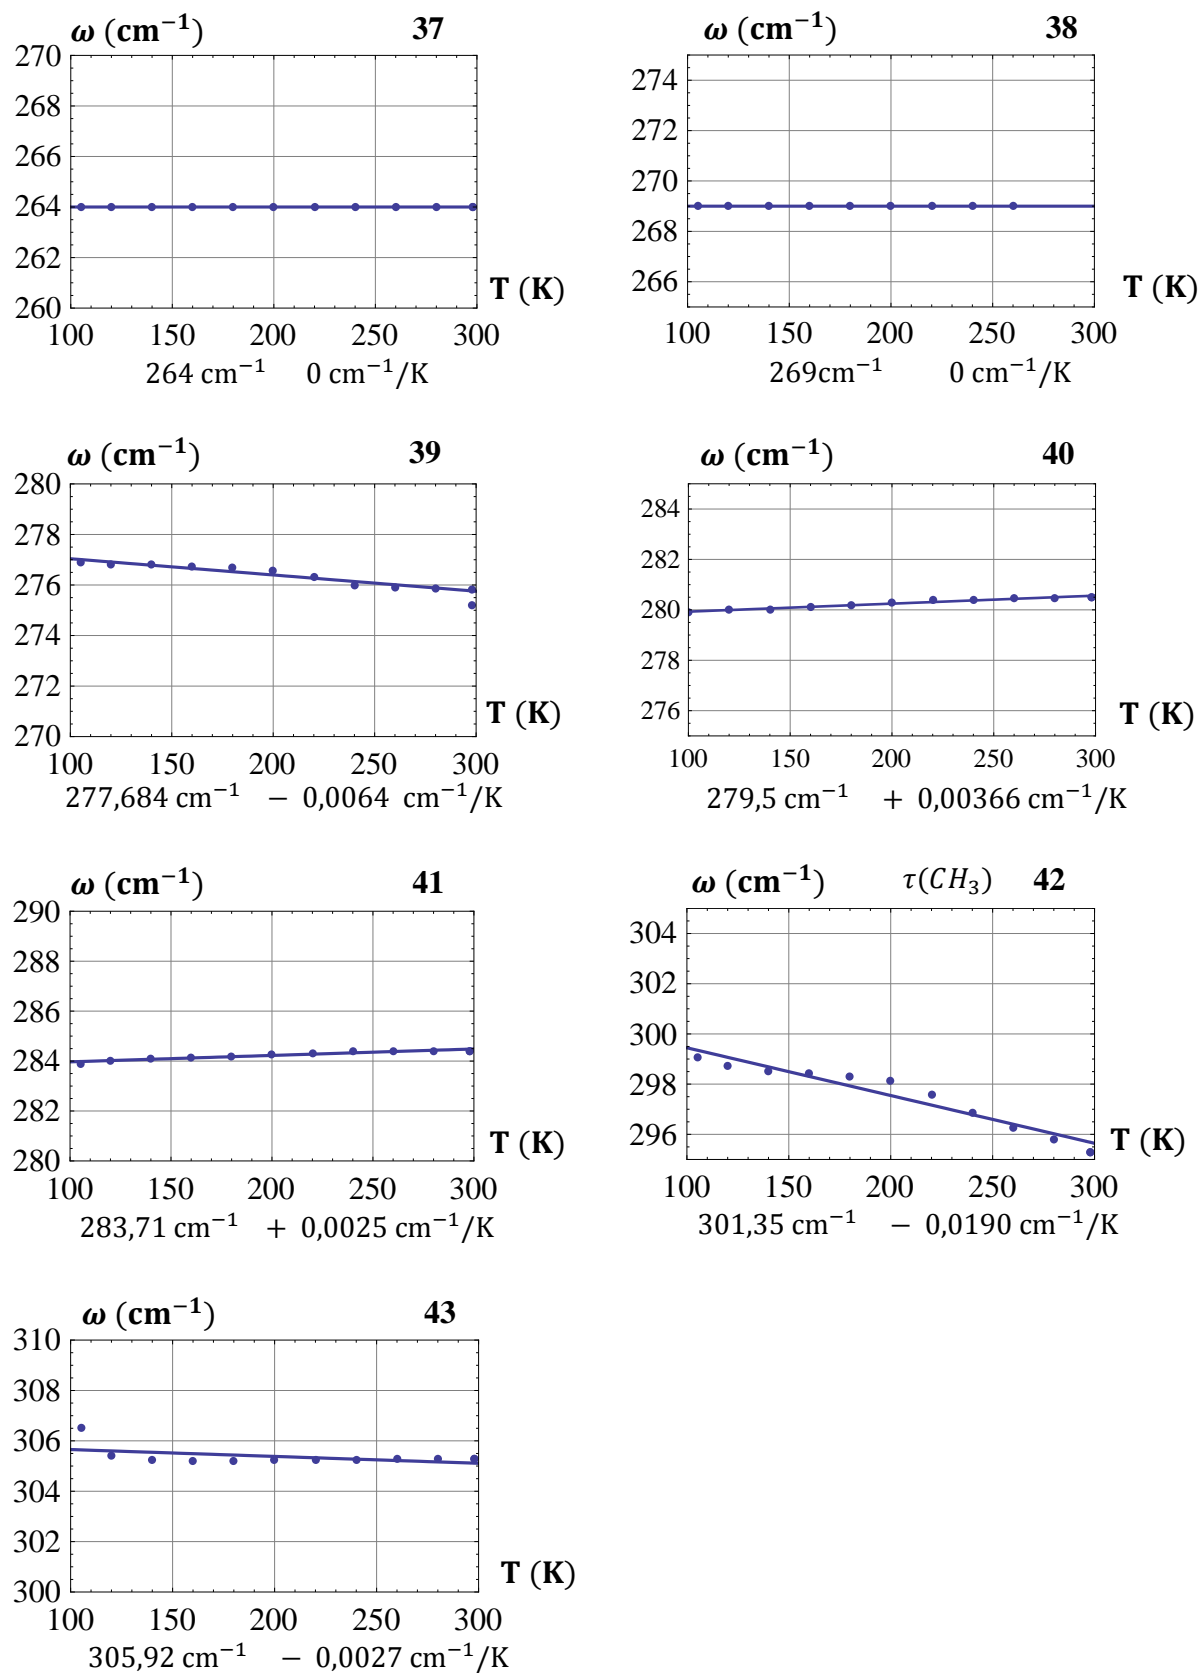 ω (cm⁻¹) 37
270
268
266
264
262
260
100 150 200 250 300
T (K)
264 cm⁻¹ 0 cm⁻¹/K
ω (cm⁻¹) 38
274
272
270
268
266
100 150 200 250 300
T (K)
269cm⁻¹ 0 cm⁻¹/K
ω (cm⁻¹) 39
280
278
276
274
272
270
100 150 200 250 300
T (K)
277,684 cm⁻¹ − 0,0064 cm⁻¹/K
ω (cm⁻¹) 40
284
282
280
278
276
100 150 200 250 300
T (K)
279,5 cm⁻¹ + 0,00366 cm⁻¹/K
ω (cm⁻¹) 41
290
288
286
284
282
280
100 150 200 250 300
T (K)
283,71 cm⁻¹ + 0,0025 cm⁻¹/K
ω (cm⁻¹) τ(CH₃) 42
304
302
300
298
296
100 150 200 250 300
T (K)
301,35 cm⁻¹ − 0,0190 cm⁻¹/K
ω (cm⁻¹) 43
310
308
306
304
302
300
100 150 200 250 300
T (K)
305,92 cm⁻¹ − 0,0027 cm⁻¹/K